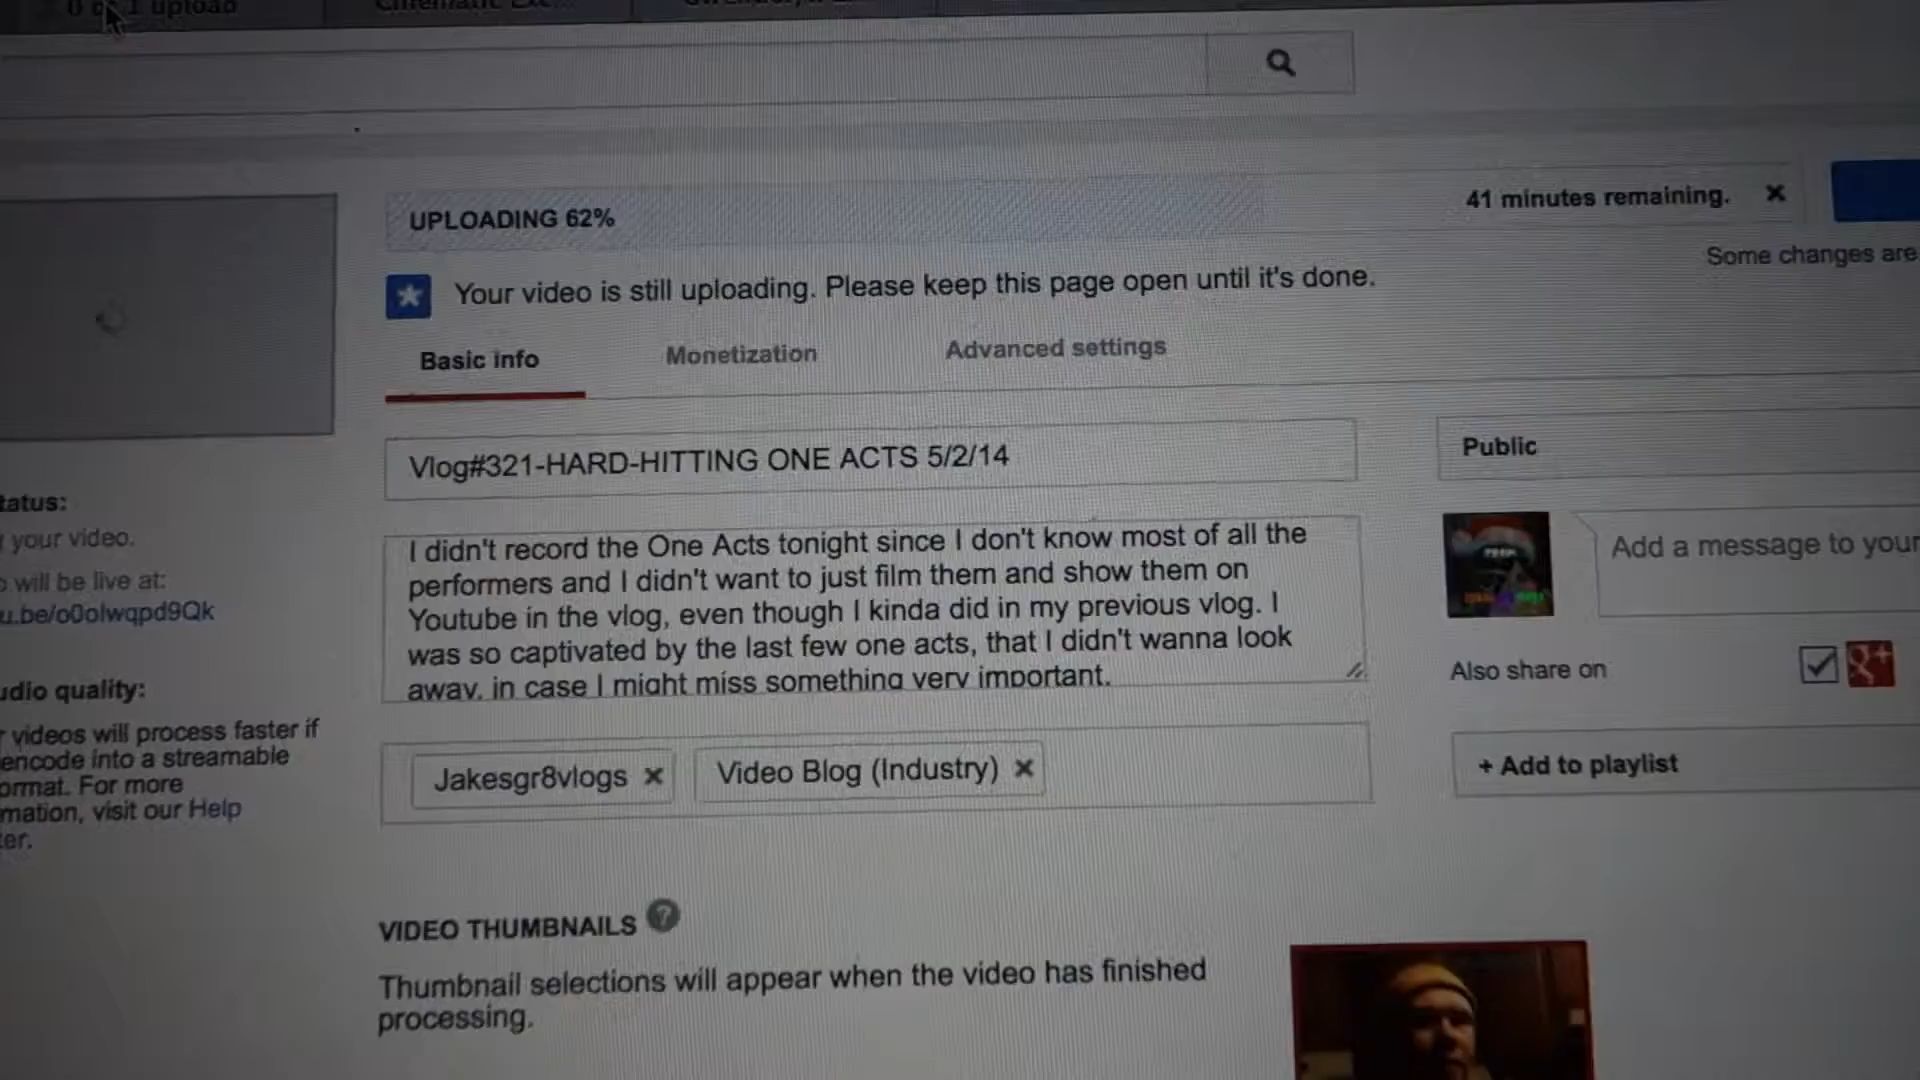 upload
UPLOADING 62%
41 minutes remaining.
Some changes are
Your video is still uploading. Please keep this page open until it's done.
Basic info
Monetization
Advanced settings
Vlog#321-HARD-HITTING ONE ACTS 5/2/14
Public
I didn't record the One Acts tonight since I don't know most of all the
performers and I didn't want to just film them and show them on
Youtube in the vlog, even though I kinda did in my previous vlog. I
was so captivated by the last few one acts, that I didn't wanna look
away, in case I might miss something very important.
Add a message to your
Also share on
g+
tatus:
your video.
will be live at:
u.be/o0olwqpd9Qk
udio quality:
r videos will process faster if
encode into a streamable
ormat. For more
mation, visit our Help
ter.
Jakesgr8vlogs x
Video Blog (Industry) x
+ Add to playlist
VIDEO THUMBNAILS ?
Thumbnail selections will appear when the video has finished
processing.